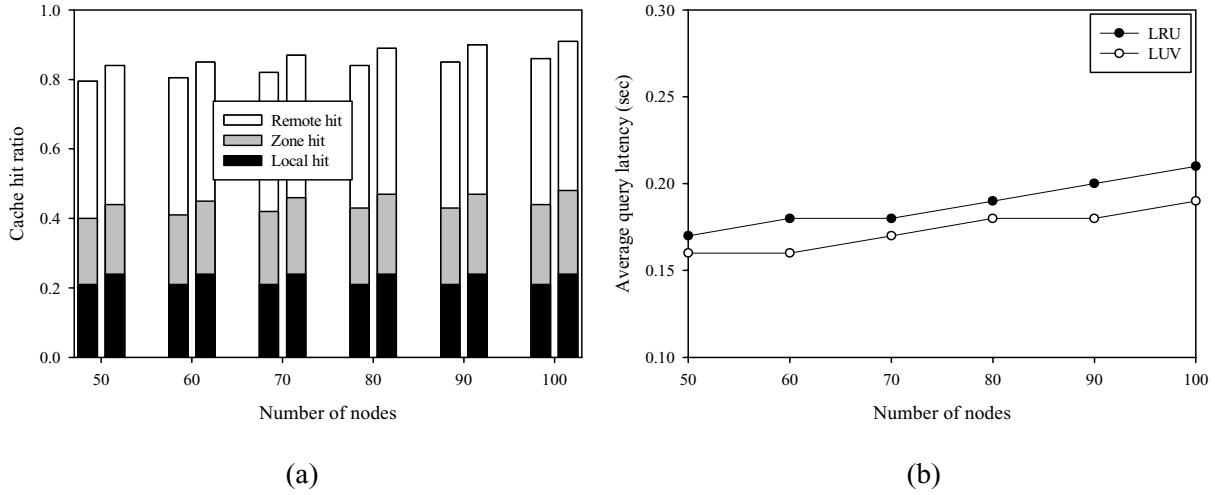 1.0
0.8
0.6
0.4
0.2
0.0
Cache hit ratio
Remote hit
Zone hit
Local hit
50 60 70 80 90 100
Number of nodes
(a)
0.30
0.25
0.20
0.15
0.10
Average query latency (sec)
LRU
LUV
50 60 70 80 90 100
Number of nodes
(b)